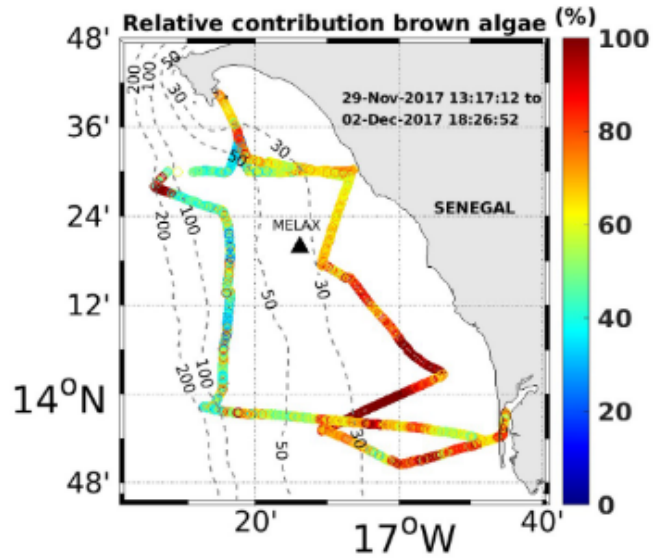 Relative contribution brown algae (%)
48' 100
29-Nov-2017 13:17:12 to
02-Dec-2017 18:26:52
36' 80
24' SENEGAL
MELAX 60
12' 40
14°N 20
48' 0
20' 17°W 40'
200 100 50 30
50 30
200 100
50 30
200 100
50 30